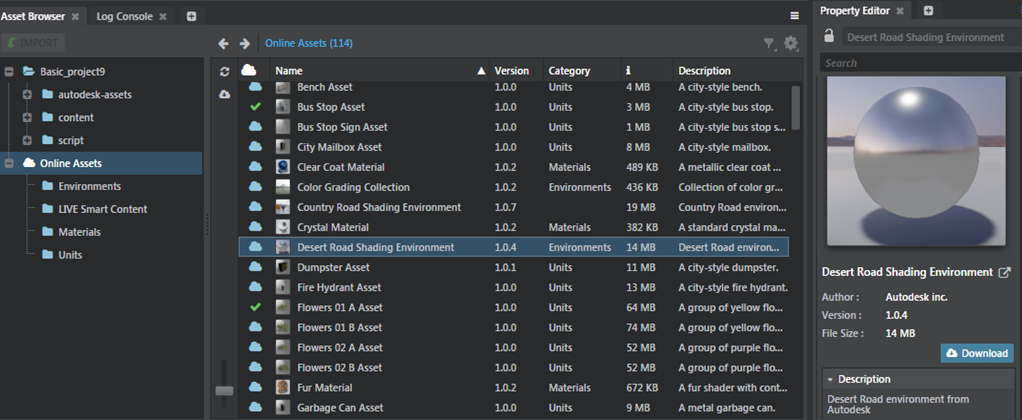 Asset Browser
Log Console
Property Editor
IMPORT
Online Assets (114)
Desert Road Shading Environment
Search
Basic_project9
autodesk-assets
content
script
Online Assets
Environments
LIVE Smart Content
Materials
Units
Name Version Category i Description
Bench Asset 1.0.0 Units 4 MB A city-style bench.
Bus Stop Asset 1.0.0 Units 3 MB A city-style bus stop.
Bus Stop Sign Asset 1.0.0 Units 1 MB A city-style bus stop s...
City Mailbox Asset 1.0.0 Units 8 MB A city-style mailbox.
Clear Coat Material 1.0.2 Materials 489 KB A metallic clear coat ...
Color Grading Collection 1.0.2 Environments 436 KB Collection of color gr...
Country Road Shading Environment 1.0.7 19 MB Country Road environ...
Crystal Material 1.0.2 Materials 382 KB A standard crystal ma...
Desert Road Shading Environment 1.0.4 Environments 14 MB Desert Road environ...
Dumpster Asset 1.0.1 Units 11 MB A city-style dumpster.
Fire Hydrant Asset 1.0.0 Units 13 MB A city-style fire hydrant.
Flowers 01 A Asset 1.0.0 Units 64 MB A group of yellow flo...
Flowers 01 B Asset 1.0.0 Units 74 MB A group of yellow flo...
Flowers 02 A Asset 1.0.0 Units 52 MB A group of purple flo...
Flowers 02 B Asset 1.0.0 Units 52 MB A group of purple flo...
Fur Material 1.0.2 Materials 672 KB A fur shader with cont...
Garbage Can Asset 1.0.0 Units 9 MB A metal garbage can.
Desert Road Shading Environment
Author : Autodesk inc.
Version : 1.0.4
File Size : 14 MB
Download
Description
Desert Road environment from
Autodesk